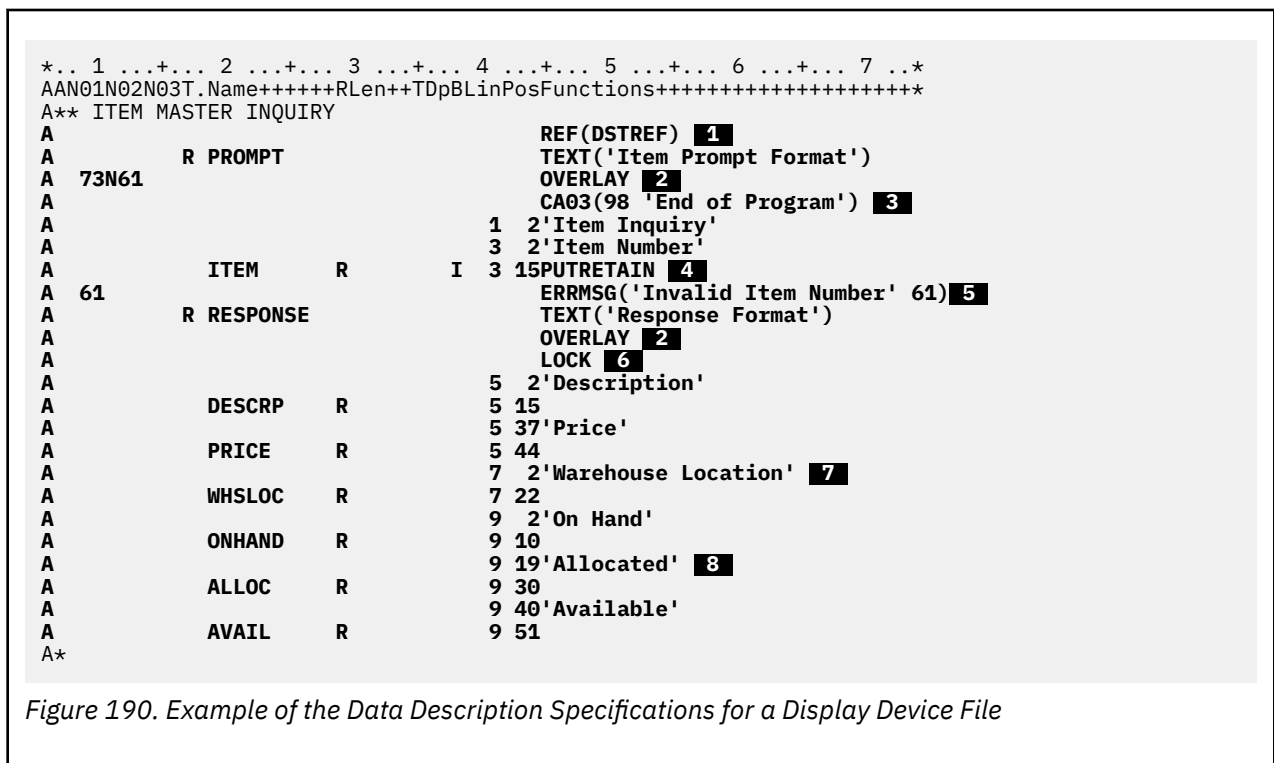 *.. 1 ...+... 2 ...+... 3 ...+... 4 ...+... 5 ...+... 6 ...+... 7 ..*
AAN01N02N03T.Name++++++RLen++TDpBLinPosFunctions++++++++++++++++++++*
A** ITEM MASTER INQUIRY
A                                      REF(DSTREF) 1
A          R PROMPT                    TEXT('Item Prompt Format')
A  73N61                               OVERLAY 2
A                                      CA03(98 'End of Program') 3
A                                  1  2'Item Inquiry'
A                                  3  2'Item Number'
A            ITEM      R        I  3 15PUTRETAIN 4
A  61                                  ERRMSG('Invalid Item Number' 61) 5
A          R RESPONSE                  TEXT('Response Format')
A                                      OVERLAY 2
A                                      LOCK 6
A                                  5  2'Description'
A            DESCRP    R           5 15
A                                  5 37'Price'
A            PRICE     R           5 44
A                                  7  2'Warehouse Location' 7
A            WHSLOC    R           7 22
A                                  9  2'On Hand'
A            ONHAND    R           9 10
A                                  9 19'Allocated' 8
A            ALLOC     R           9 30
A                                  9 40'Available'
A            AVAIL     R           9 51
A*
Figure 190. Example of the Data Description Specifications for a Display Device File